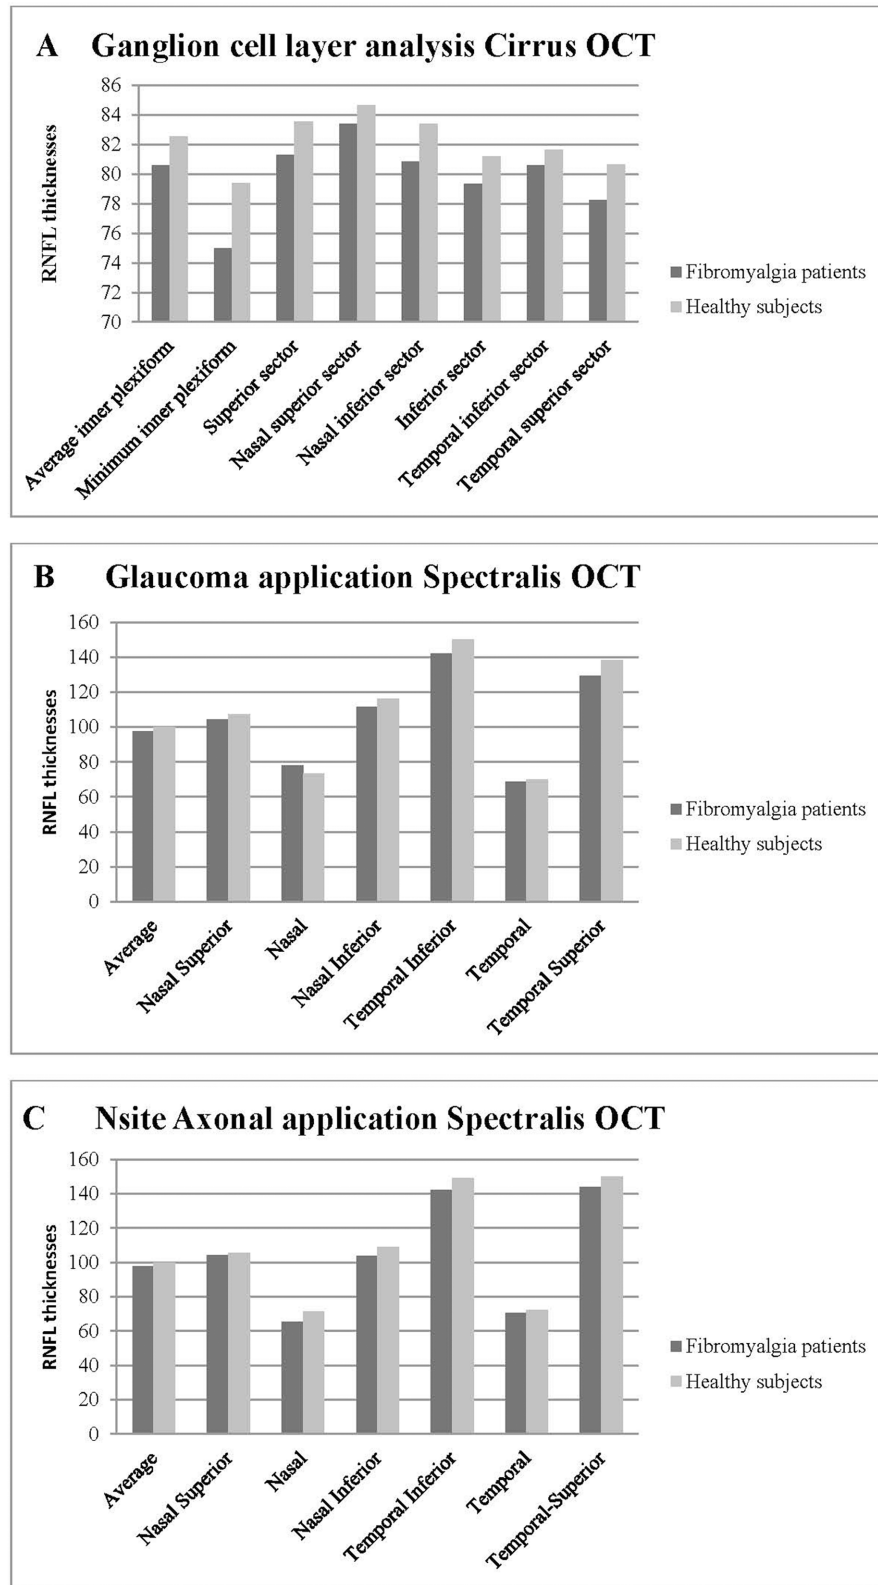 A Ganglion cell layer analysis Cirrus OCT
RNFL thicknesses
86
84
82
80
78
76
74
72
70
Average inner plexiform
Minimum inner plexiform
Superior sector
Nasal superior sector
Nasal inferior sector
Inferior sector
Temporal inferior sector
Temporal superior sector
Fibromyalgia patients
Healthy subjects
B Glaucoma application Spectralis OCT
RNFL thicknesses
160
140
120
100
80
60
40
20
0
Average
Nasal Superior
Nasal
Nasal Inferior
Temporal Inferior
Temporal
Temporal Superior
Fibromyalgia patients
Healthy subjects
C Nsite Axonal application Spectralis OCT
RNFL thicknesses
160
140
120
100
80
60
40
20
0
Average
Nasal Superior
Nasal
Nasal Inferior
Temporal Inferior
Temporal
Temporal-Superior
Fibromyalgia patients
Healthy subjects